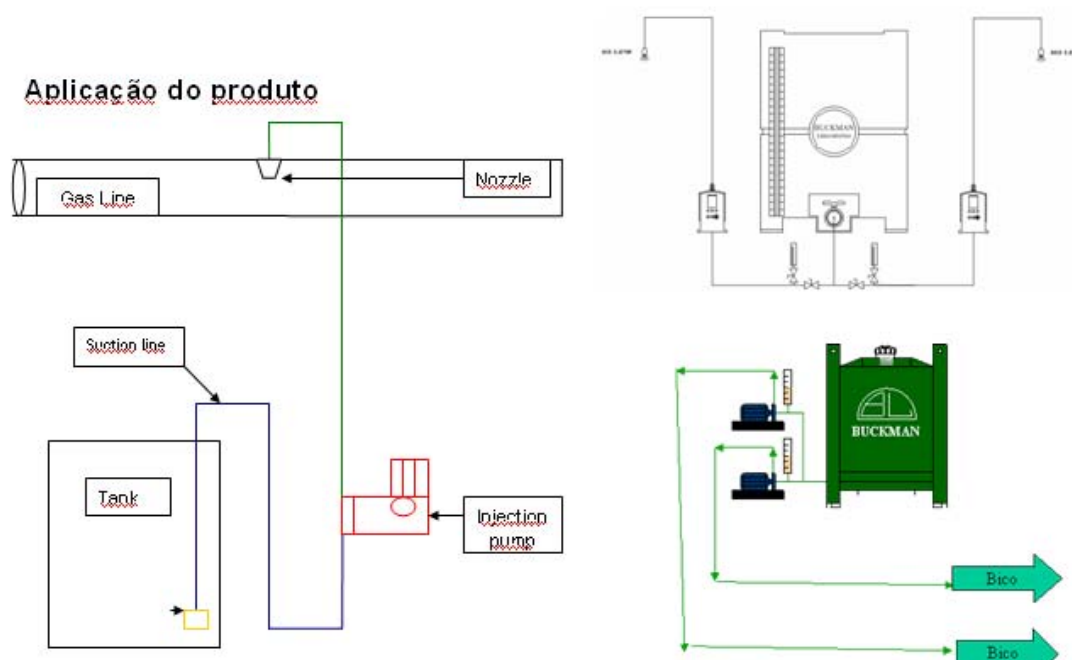 Aplicação do produto
Gas Line
Nozzle
Suction line
Tank
Injection
pump
BUCKMAN
BUCKMAN
Bico
Bico